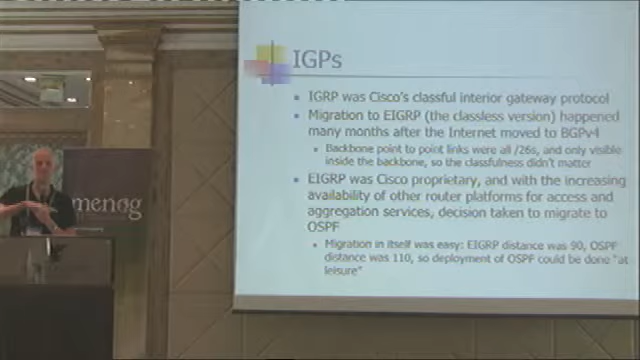 IGPs
IGRP was Cisco's classful interior gateway protocol
Migration to EIGRP (the classless version) happened
many months after the Internet moved to BGPv4
Backbone point to point links were all /26s, and only visible
inside the backbone, so the classfulness didn't matter
EIGRP was Cisco proprietary, and with the increasing
availability of other router platforms for access and
aggregation services, decision taken to migrate to
OSPF
Migration in itself was easy: EIGRP distance was 90, OSPF
distance was 110, so deployment of OSPF could be done "at
leisure"
menog